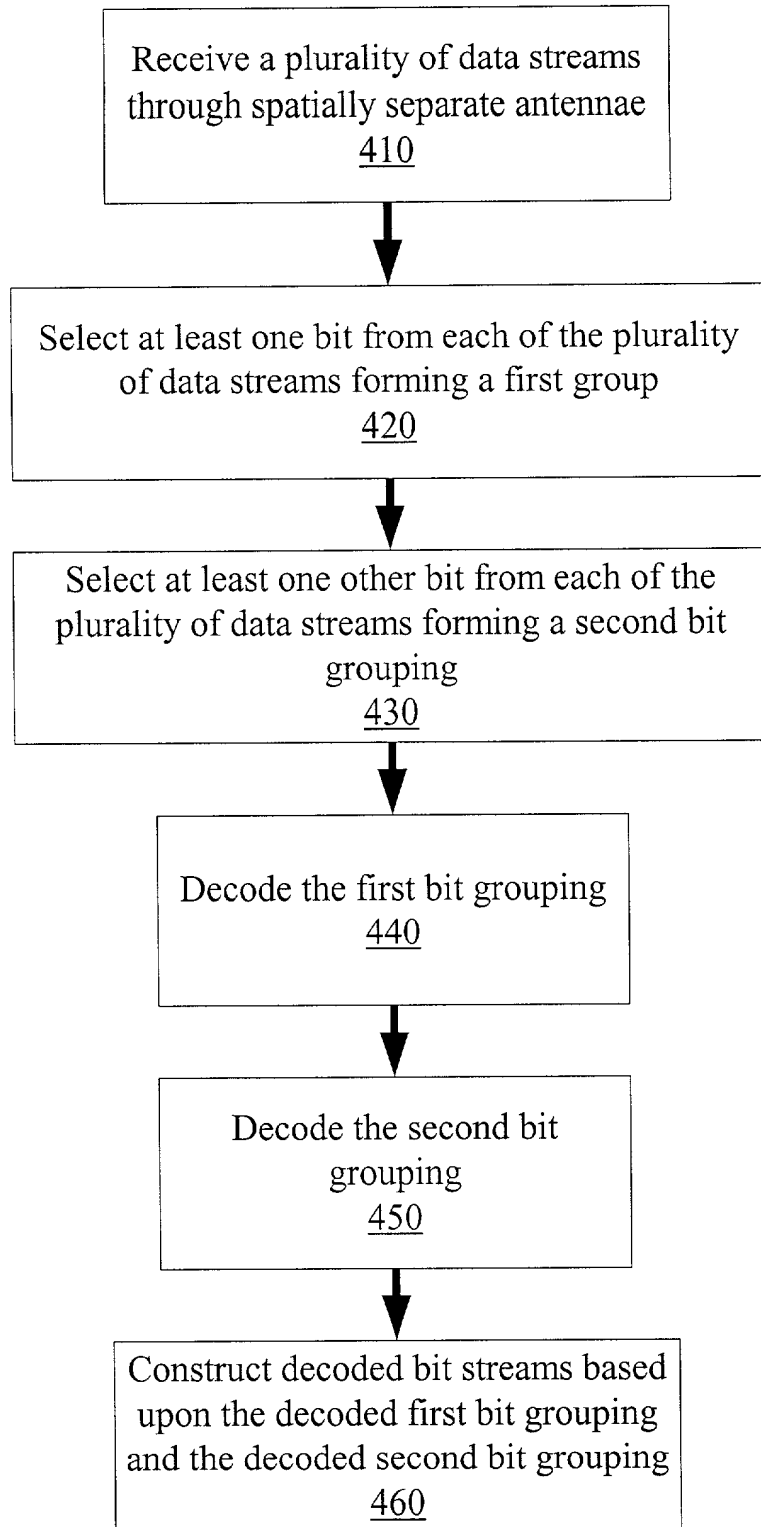 Receive a plurality of data streams
through spatially separate antennae
410
Select at least one bit from each of the plurality
of data streams forming a first group
420
Select at least one other bit from each of the
plurality of data streams forming a second bit
grouping
430
Decode the first bit grouping
440
Decode the second bit
grouping
450
Construct decoded bit streams based
upon the decoded first bit grouping
and the decoded second bit grouping
460